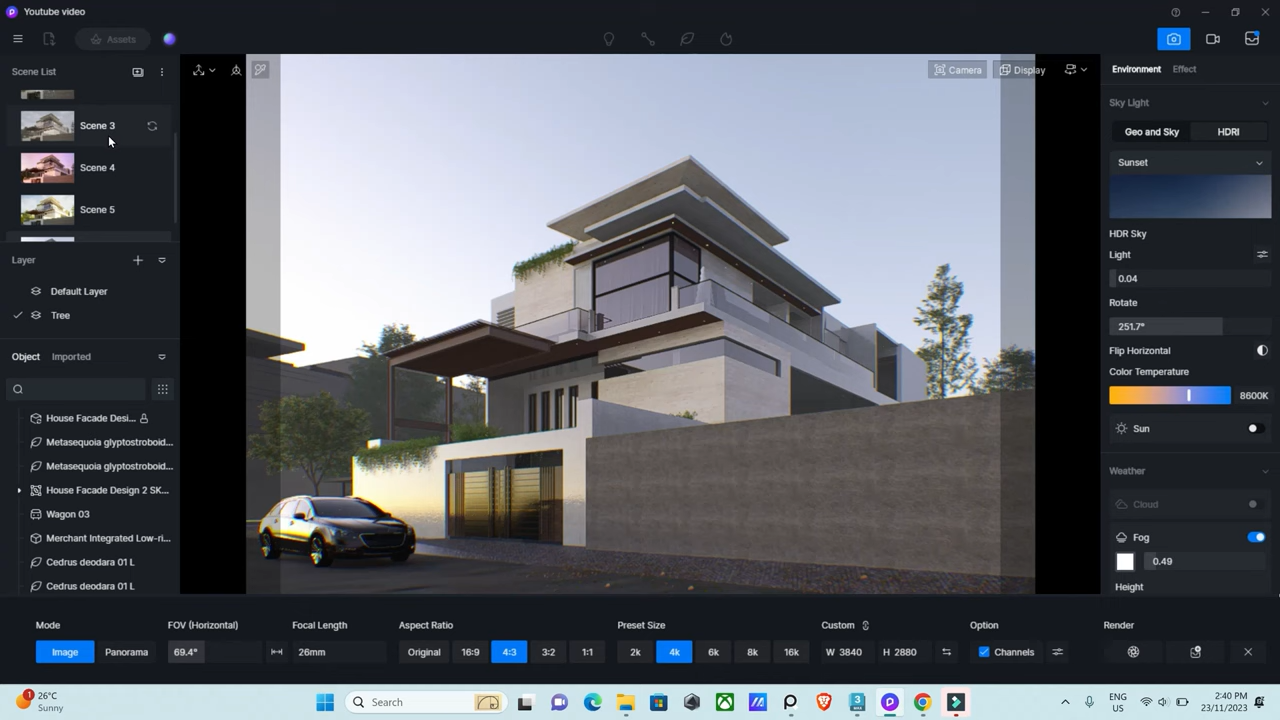 Youtube video
Assets
Scene List
Scene 3
Scene 4
Scene 5
Layer
Default Layer
Tree
Object Imported
House Facade Desi...
Metasequoia glyptostroboid...
Metasequoia glyptostroboid...
House Facade Design 2 SK...
Wagon 03
Merchant Integrated Low-ri...
Cedrus deodara 01 L
Cedrus deodara 01 L
Camera
Display
Environment Effect
Sky Light
Geo and Sky HDRI
Sunset
HDR Sky
Light
0.04
Rotate
251.7°
Flip Horizontal
Color Temperature
8600K
Sun
Weather
Cloud
Fog
0.49
Height
Mode FOV (Horizontal) Focal Length Aspect Ratio Preset Size Custom Option Render
Image Panorama 69.4° 26mm Original 16:9 4:3 3:2 1:1 2k 4k 6k 8k 16k W 3840 H 2880 Channels
1
26°C
Sunny
Search
3
MAX
ENG
US
2:40 PM
23/11/2023